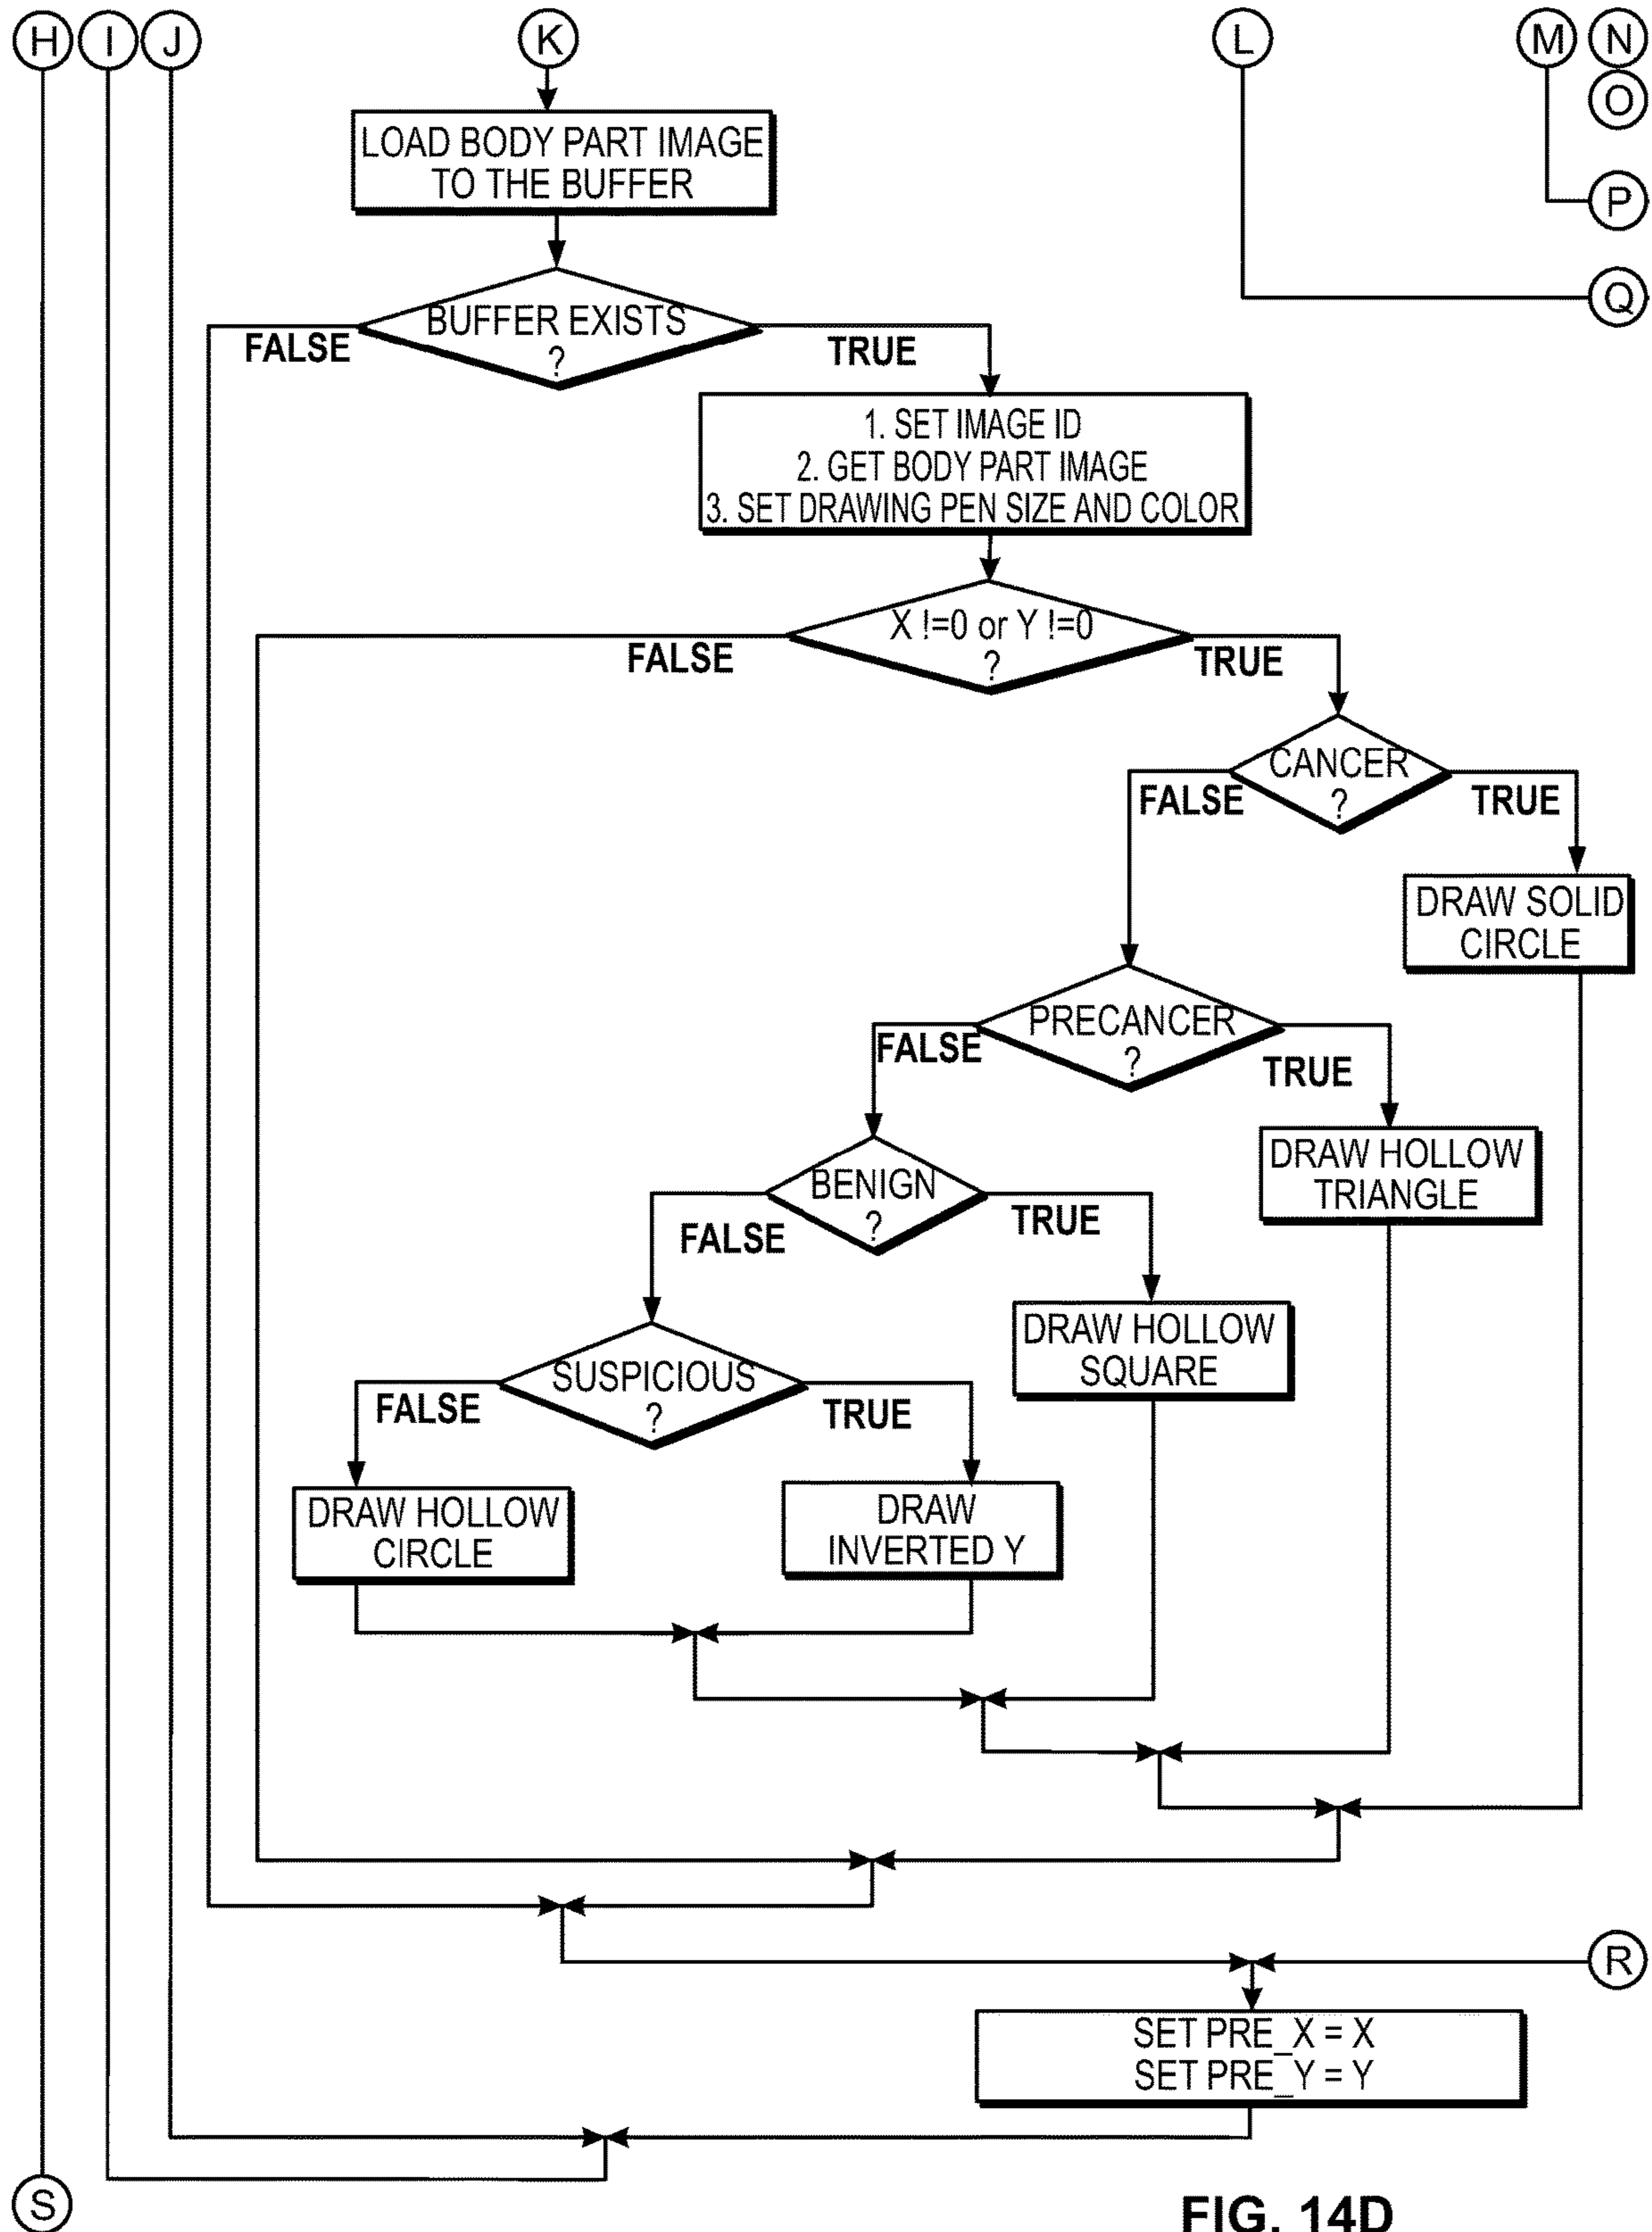 H I J K L M N
O
P
Q
LOAD BODY PART IMAGE
TO THE BUFFER
BUFFER EXISTS
?
FALSE
TRUE
1. SET IMAGE ID
2. GET BODY PART IMAGE
3. SET DRAWING PEN SIZE AND COLOR
X !=0 or Y !=0
?
FALSE
TRUE
CANCER
?
FALSE
TRUE
DRAW SOLID
CIRCLE
PRECANCER
?
FALSE
TRUE
DRAW HOLLOW
TRIANGLE
BENIGN
?
FALSE
TRUE
DRAW HOLLOW
SQUARE
SUSPICIOUS
?
FALSE
TRUE
DRAW HOLLOW
CIRCLE
DRAW
INVERTED Y
R
SET PRE_X = X
SET PRE_Y = Y
S
FIG. 14D